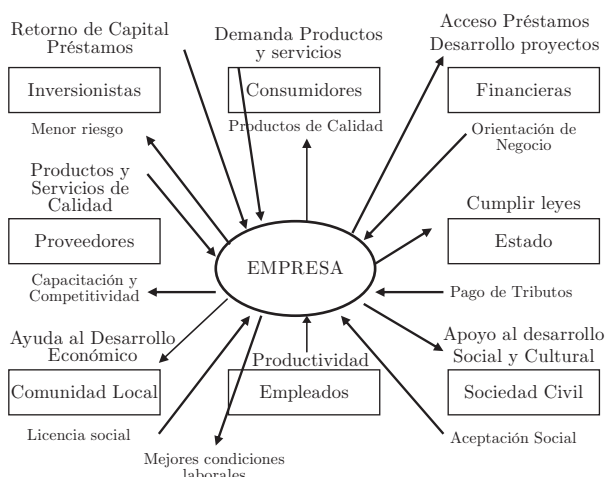 Retorno de Capital
Préstamos
Inversionistas
Menor riesgo
Demanda Productos
y servicios
Consumidores
Productos de Calidad
Acceso Préstamos
Desarrollo proyectos
Financieras
Orientación de
Negocio
Productos y
Servicios de
Calidad
Proveedores
Capacitación y
Competitividad
EMPRESA
Cumplir leyes
Estado
Pago de Tributos
Ayuda al Desarrollo
Económico
Comunidad Local
Licencia social
Productividad
Empleados
Mejores condiciones
laborales
Apoyo al desarrollo
Social y Cultural
Sociedad Civil
Aceptación Social